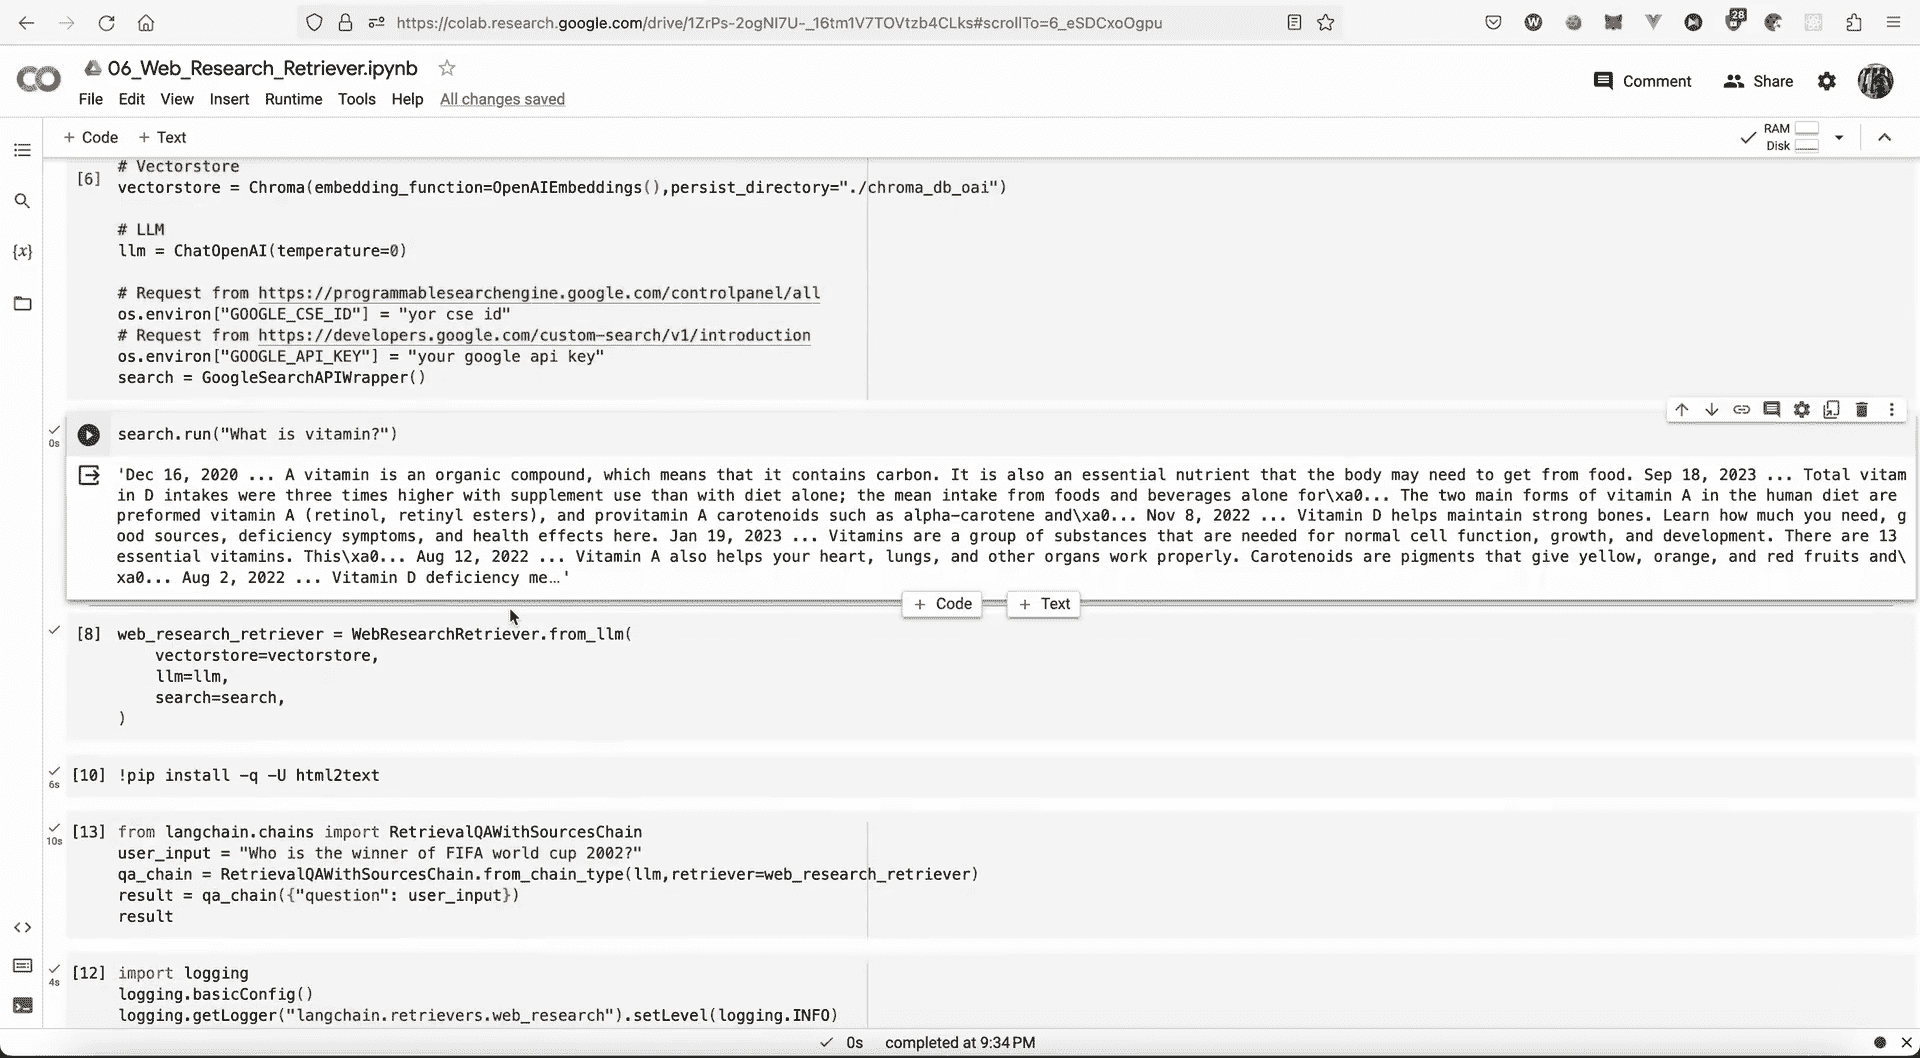 https://colab.research.google.com/drive/1ZrPs-2ogNI7U-_16tm1V7TOVtzb4CLks#scrollTo=6_eSDCxoOgpu
28
06_Web_Research_Retriever.ipynb
File Edit View Insert Runtime Tools Help All changes saved
Comment Share
+ Code + Text
RAM
Disk
[6]
# Vectorstore
vectorstore = Chroma(embedding_function=OpenAIEmbeddings(),persist_directory="./chroma_db_oai")
# LLM
llm = ChatOpenAI(temperature=0)
# Request from https://programmablesearchengine.google.com/controlpanel/all
os.environ["GOOGLE_CSE_ID"] = "yor cse id"
# Request from https://developers.google.com/custom-search/v1/introduction
os.environ["GOOGLE_API_KEY"] = "your google api key"
search = GoogleSearchAPIWrapper()
0s
search.run("What is vitamin?")
'Dec 16, 2020 ... A vitamin is an organic compound, which means that it contains carbon. It is also an essential nutrient that the body may need to get from food. Sep 18, 2023 ... Total vitam
in D intakes were three times higher with supplement use than with diet alone; the mean intake from foods and beverages alone for\xa0... The two main forms of vitamin A in the human diet are
preformed vitamin A (retinol, retinyl esters), and provitamin A carotenoids such as alpha-carotene and\xa0... Nov 8, 2022 ... Vitamin D helps maintain strong bones. Learn how much you need, g
ood sources, deficiency symptoms, and health effects here. Jan 19, 2023 ... Vitamins are a group of substances that are needed for normal cell function, growth, and development. There are 13
essential vitamins. This\xa0... Aug 12, 2022 ... Vitamin A also helps your heart, lungs, and other organs work properly. Carotenoids are pigments that give yellow, orange, and red fruits and\
xa0... Aug 2, 2022 ... Vitamin D deficiency me…'
+ Code + Text
[8] web_research_retriever = WebResearchRetriever.from_llm(
vectorstore=vectorstore,
llm=llm,
search=search,
)
6s
[10] !pip install -q -U html2text
10s
[13] from langchain.chains import RetrievalQAWithSourcesChain
user_input = "Who is the winner of FIFA world cup 2002?"
qa_chain = RetrievalQAWithSourcesChain.from_chain_type(llm,retriever=web_research_retriever)
result = qa_chain({"question": user_input})
result
4s
[12] import logging
logging.basicConfig()
logging.getLogger("langchain.retrievers.web_research").setLevel(logging.INFO)
0s completed at 9:34 PM